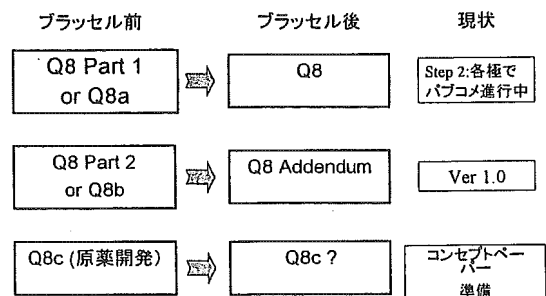 ブラッセル前 ブラッセル後 現状
Q8 Part 1
or Q8a
Q8
Step 2:各極で
パブコメ進行中
Q8 Part 2
or Q8b
Q8 Addendum
Ver 1.0
Q8c (原薬開発)
Q8c ?
コンセプトペー
パー
準備